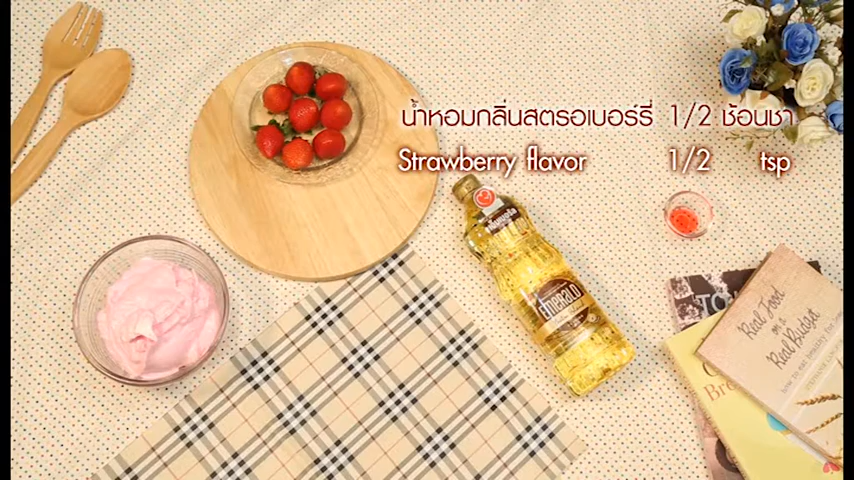 น้ำหอมกลิ่นสตรอเบอร์รี่ 1/2 ช้อนชา
Strawberry flavor 1/2 tsp
EMERALD
Real Food
on a
Real Budget